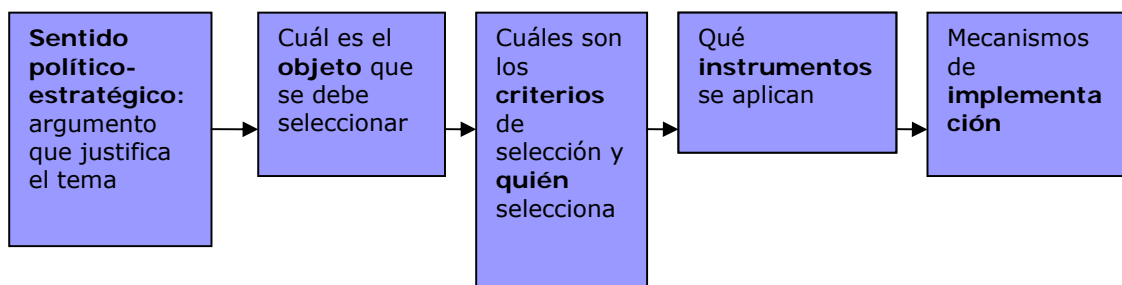 Sentido
político-
estratégico:
argumento
que justifica
el tema
Cuál es el
objeto que
se debe
seleccionar
Cuáles son
los
criterios
de
selección y
quién
selecciona
Qué
instrumentos
se aplican
Mecanismos
de
implementa
ción